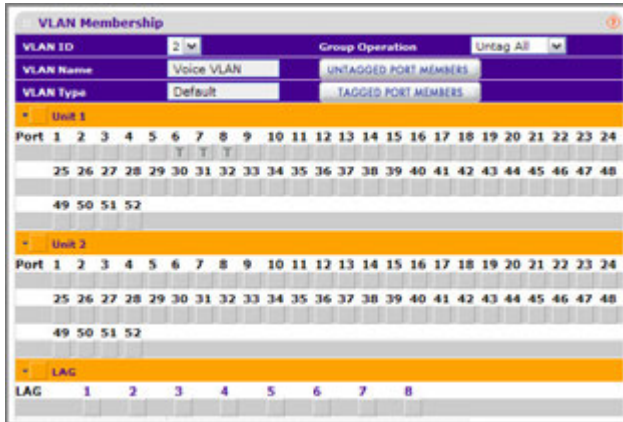 VLAN Membership
VLAN ID 2 Group Operation Untag All
VLAN Name Voice VLAN UNTAGGED PORT MEMBERS
VLAN Type Default TAGGED PORT MEMBERS
Unit 1
Port 1 2 3 4 5 6 7 8 9 10 11 12 13 14 15 16 17 18 19 20 21 22 23 24
T T T
25 26 27 28 29 30 31 32 33 34 35 36 37 38 39 40 41 42 43 44 45 46 47 48
49 50 51 52
Unit 2
Port 1 2 3 4 5 6 7 8 9 10 11 12 13 14 15 16 17 18 19 20 21 22 23 24
25 26 27 28 29 30 31 32 33 34 35 36 37 38 39 40 41 42 43 44 45 46 47 48
49 50 51 52
LAG
LAG 1 2 3 4 5 6 7 8